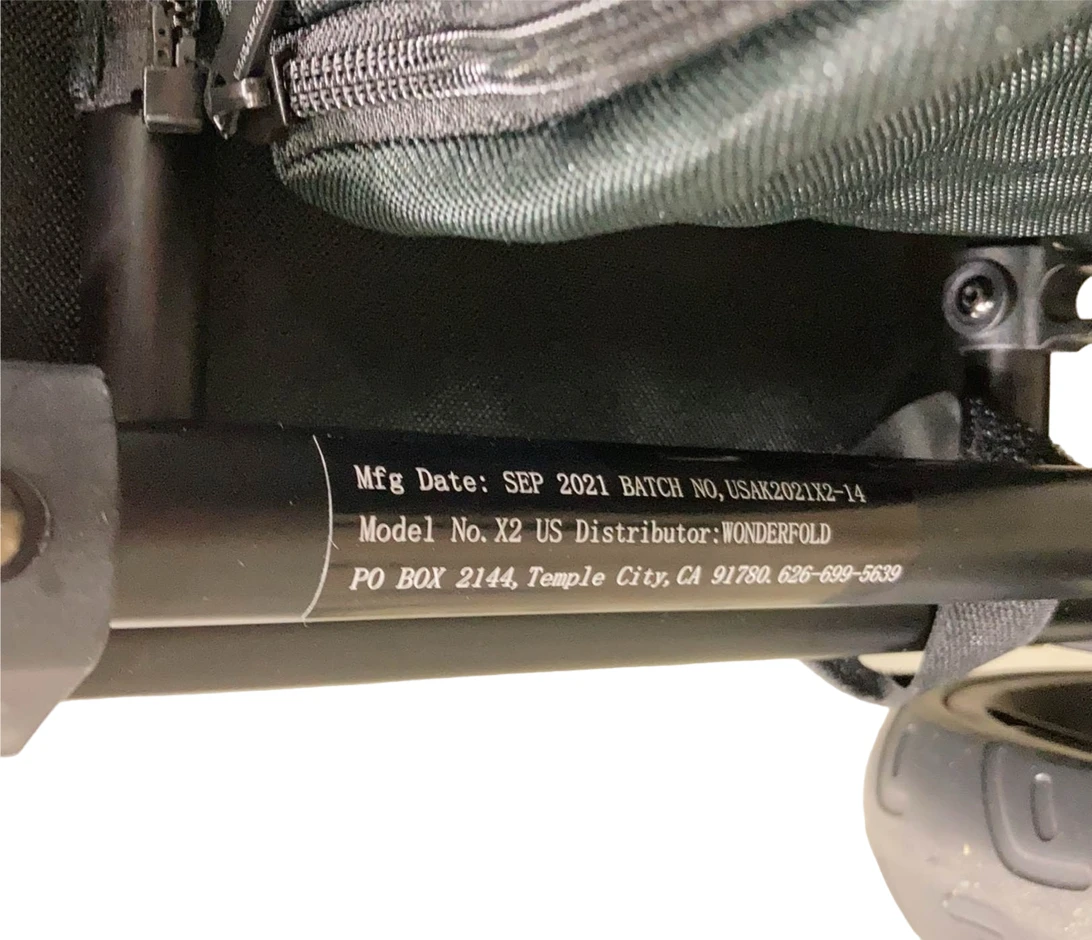 Mfg Date: SEP 2021 BATCH NO,USAK2021X2-14
Model No.X2 US Distributor:WONDERFOLD
PO BOX 2144, Temple City,CA 91780. 626-699-5639